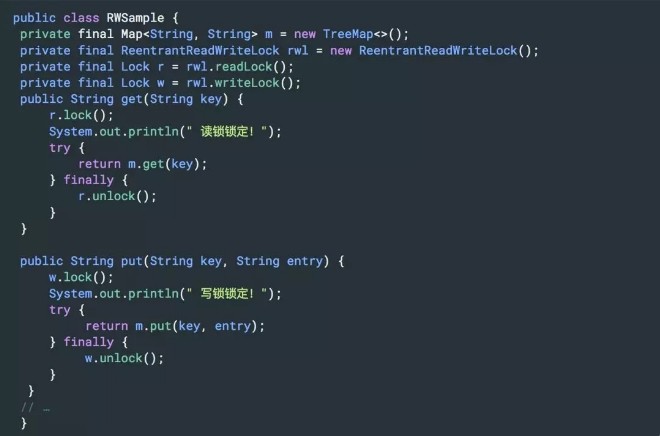 public class RWSample {
private final Map<String, String> m = new TreeMap<>();
private final ReentrantReadWriteLock rwl = new ReentrantReadWriteLock();
private final Lock r = rwl.readLock();
private final Lock w = rwl.writeLock();
public String get(String key) {
r.lock();
System.out.println(" 读锁锁定! ");
try {
return m.get(key);
} finally {
r.unlock();
}
}
public String put(String key, String entry) {
w.lock();
System.out.println(" 写锁锁定! ");
try {
return m.put(key, entry);
} finally {
w.unlock();
}
}
// …
}